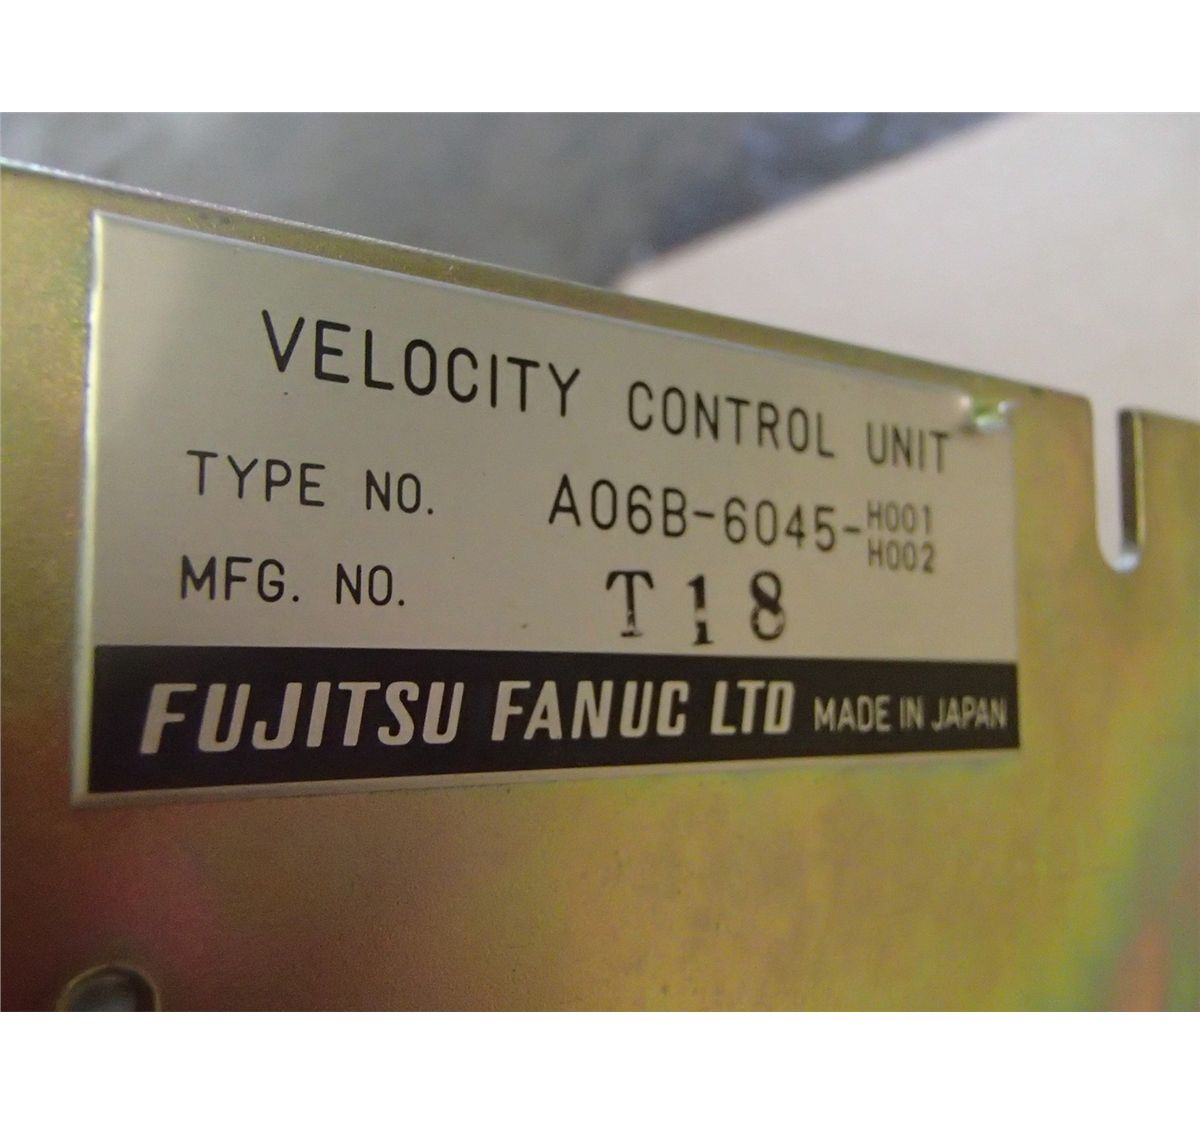 VELOCITY CONTROL UNIT
TYPE NO. A06B-6045-H001
H002
MFG. NO. T18
FUJITSU FANUC LTD MADE IN JAPAN